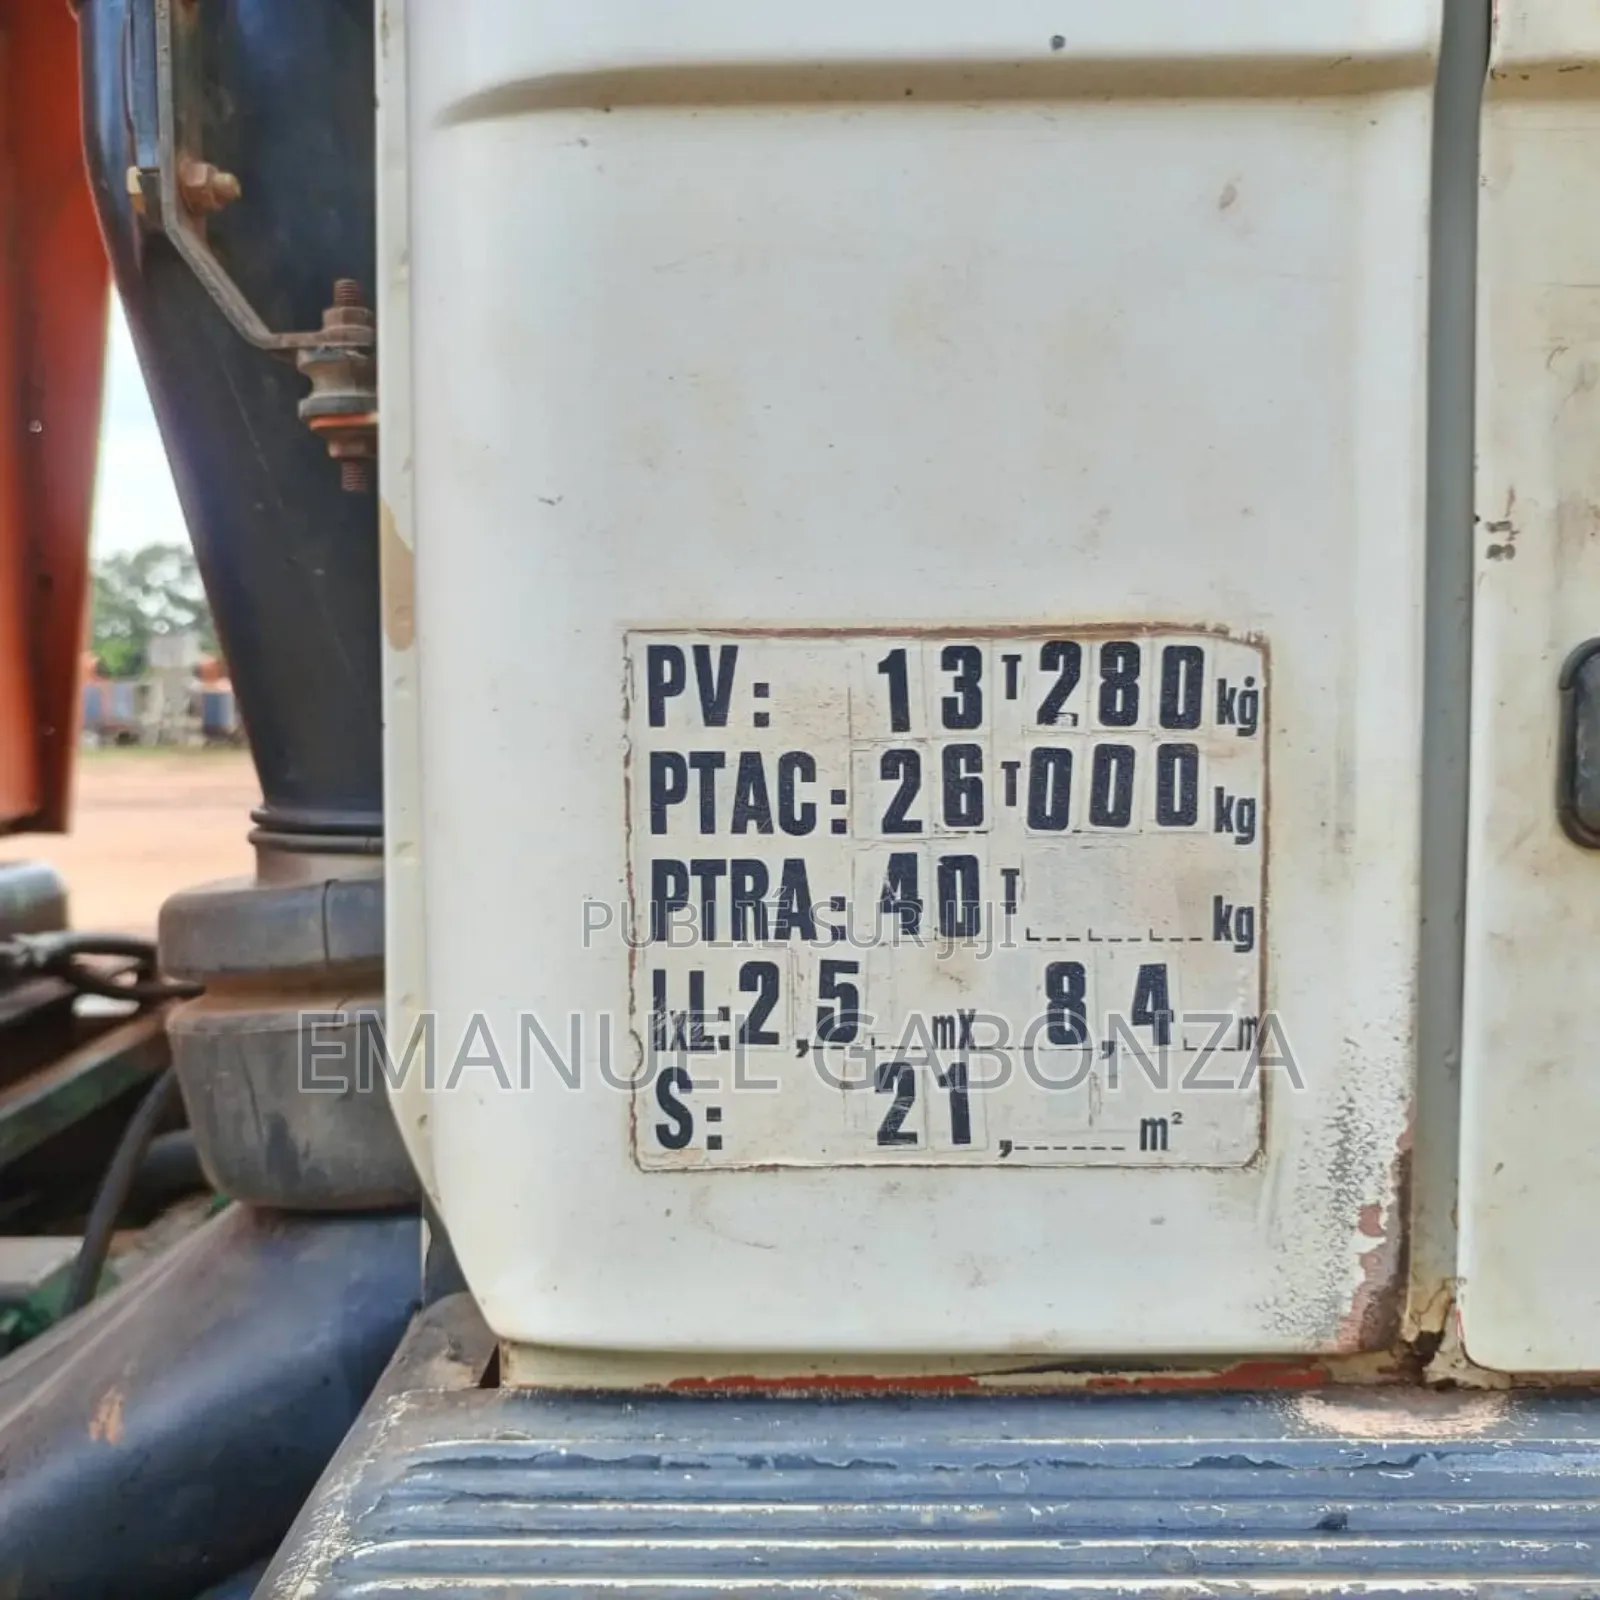 PV: 13T280 kg
PTAC: 26T000 kg
PTRA: 40T kg
PUBLIÉ SUR JIJI
lxL: 2,5 mX 8,4 m
EMANUEL GABONZA
S: 21, m²